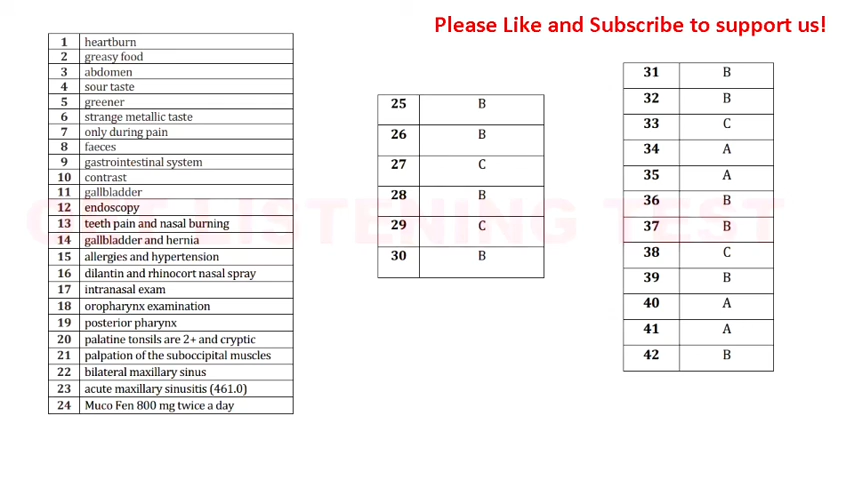 Please Like and Subscribe to support us!
1 heartburn
2 greasy food
3 abdomen
4 sour taste
5 greener
6 strange metallic taste
7 only during pain
8 faeces
9 gastrointestinal system
10 contrast
11 gallbladder
12 endoscopy
13 teeth pain and nasal burning
14 gallbladder and hernia
15 allergies and hypertension
16 dilantin and rhinocort nasal spray
17 intranasal exam
18 oropharynx examination
19 posterior pharynx
20 palatine tonsils are 2+ and cryptic
21 palpation of the suboccipital muscles
22 bilateral maxillary sinus
23 acute maxillary sinusitis (461.0)
24 Muco Fen 800 mg twice a day
25 B
26 B
27 C
28 B
29 C
30 B
31 B
32 B
33 C
34 A
35 A
36 B
37 B
38 C
39 B
40 A
41 A
42 B
LISTENING TEST